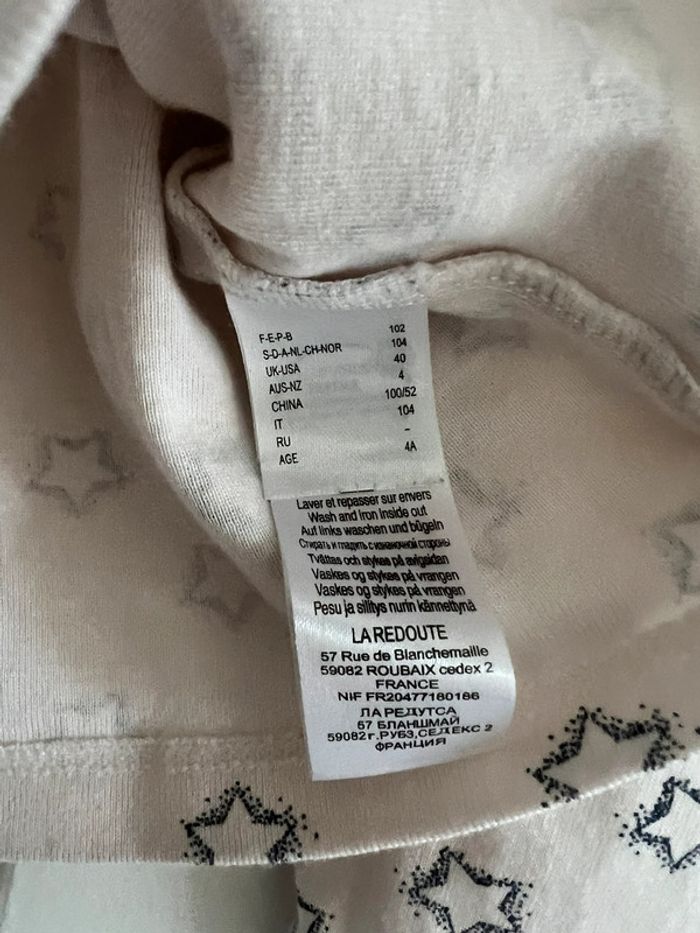 F-E-P-B 102
S-D-A-NL-CH-NOR 104
UK-USA 40
AUS-NZ 4
CHINA 100/52
IT 104
RU -
AGE 4A
Laver et repasser sur envers
Wash and iron inside out
Auf links waschen und bügeln
Стирать и гладить с изнаночной стороны
Tvättas och stykes på avigsidan
Vaskes og stykes på vrangen
Vaskes og stykes på vrangen
Pesu ja silitys nurin kännettynä
LA REDOUTE
57 Rue de Blanchemaille
59082 ROUBAIX cedex 2
FRANCE
NIF FR20477180186
ЛА РЕДУТСА
57 БЛАНШМАЙ
59082 г.РУБЭ,СЕДЕКС 2
ФРАНЦИЯ